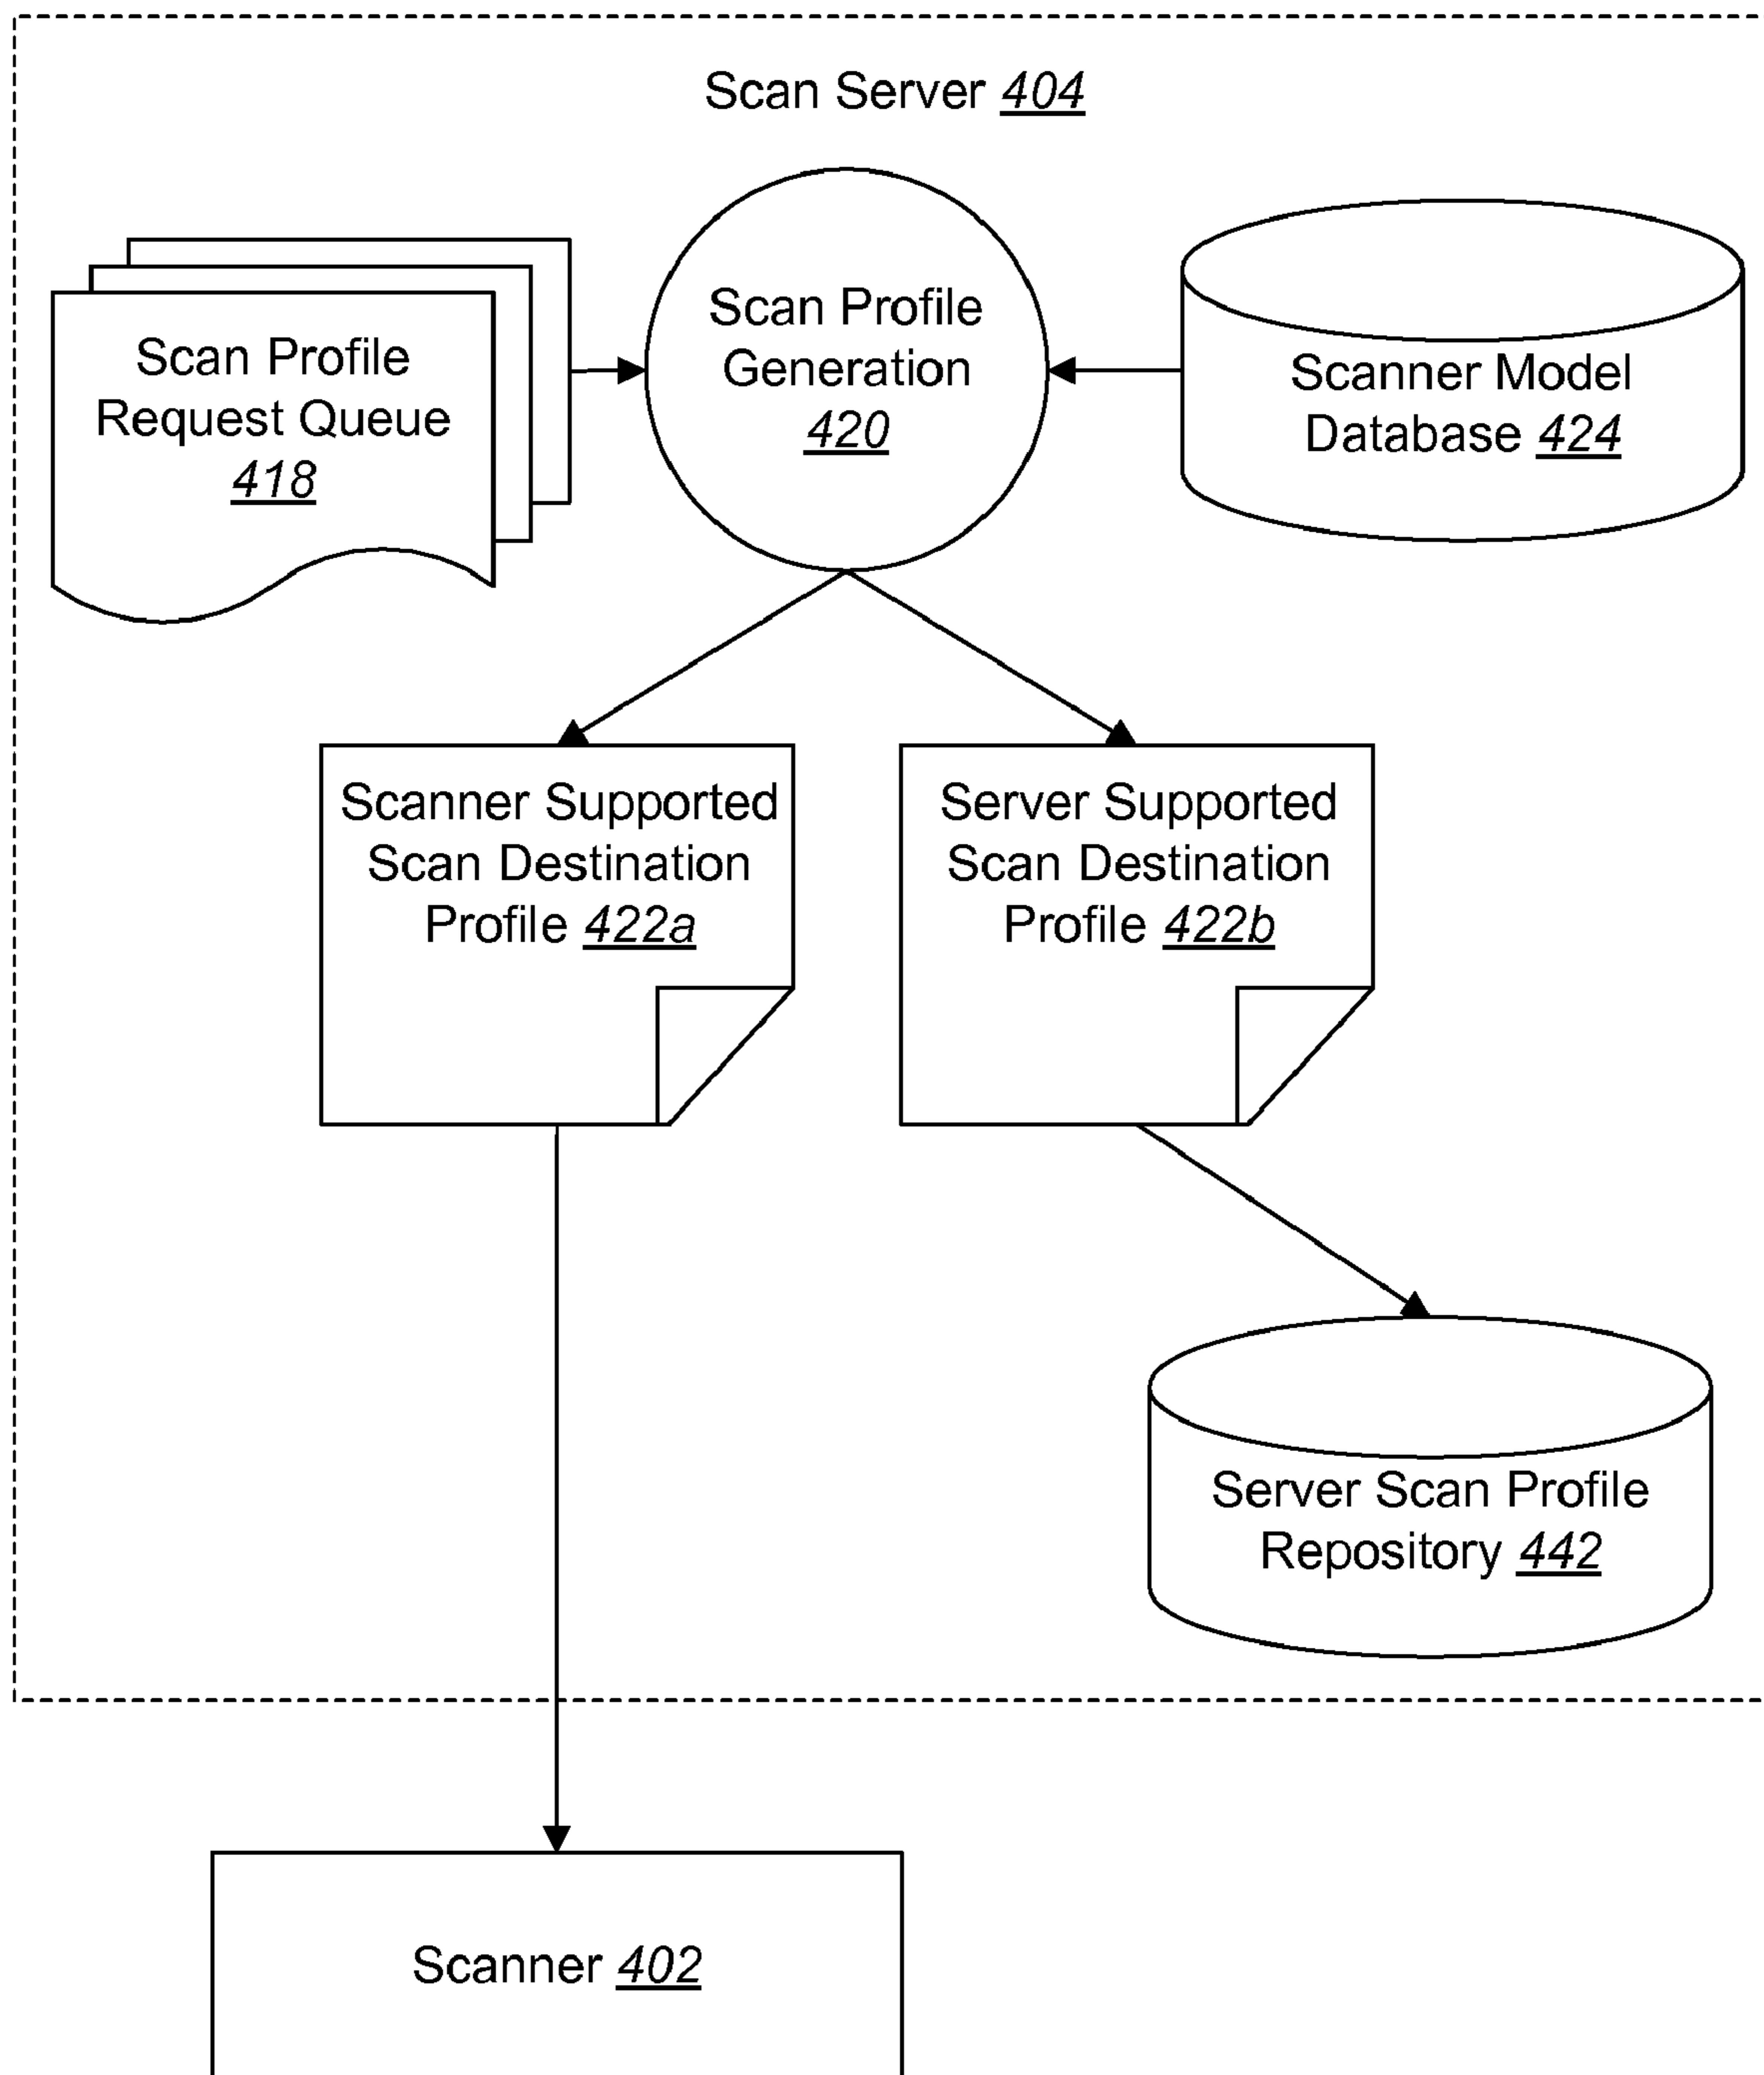 Scan Server 404
Scan Profile
Request Queue
418
Scan Profile
Generation
420
Scanner Model
Database 424
Scanner Supported
Scan Destination
Profile 422a
Server Supported
Scan Destination
Profile 422b
Server Scan Profile
Repository 442
Scanner 402